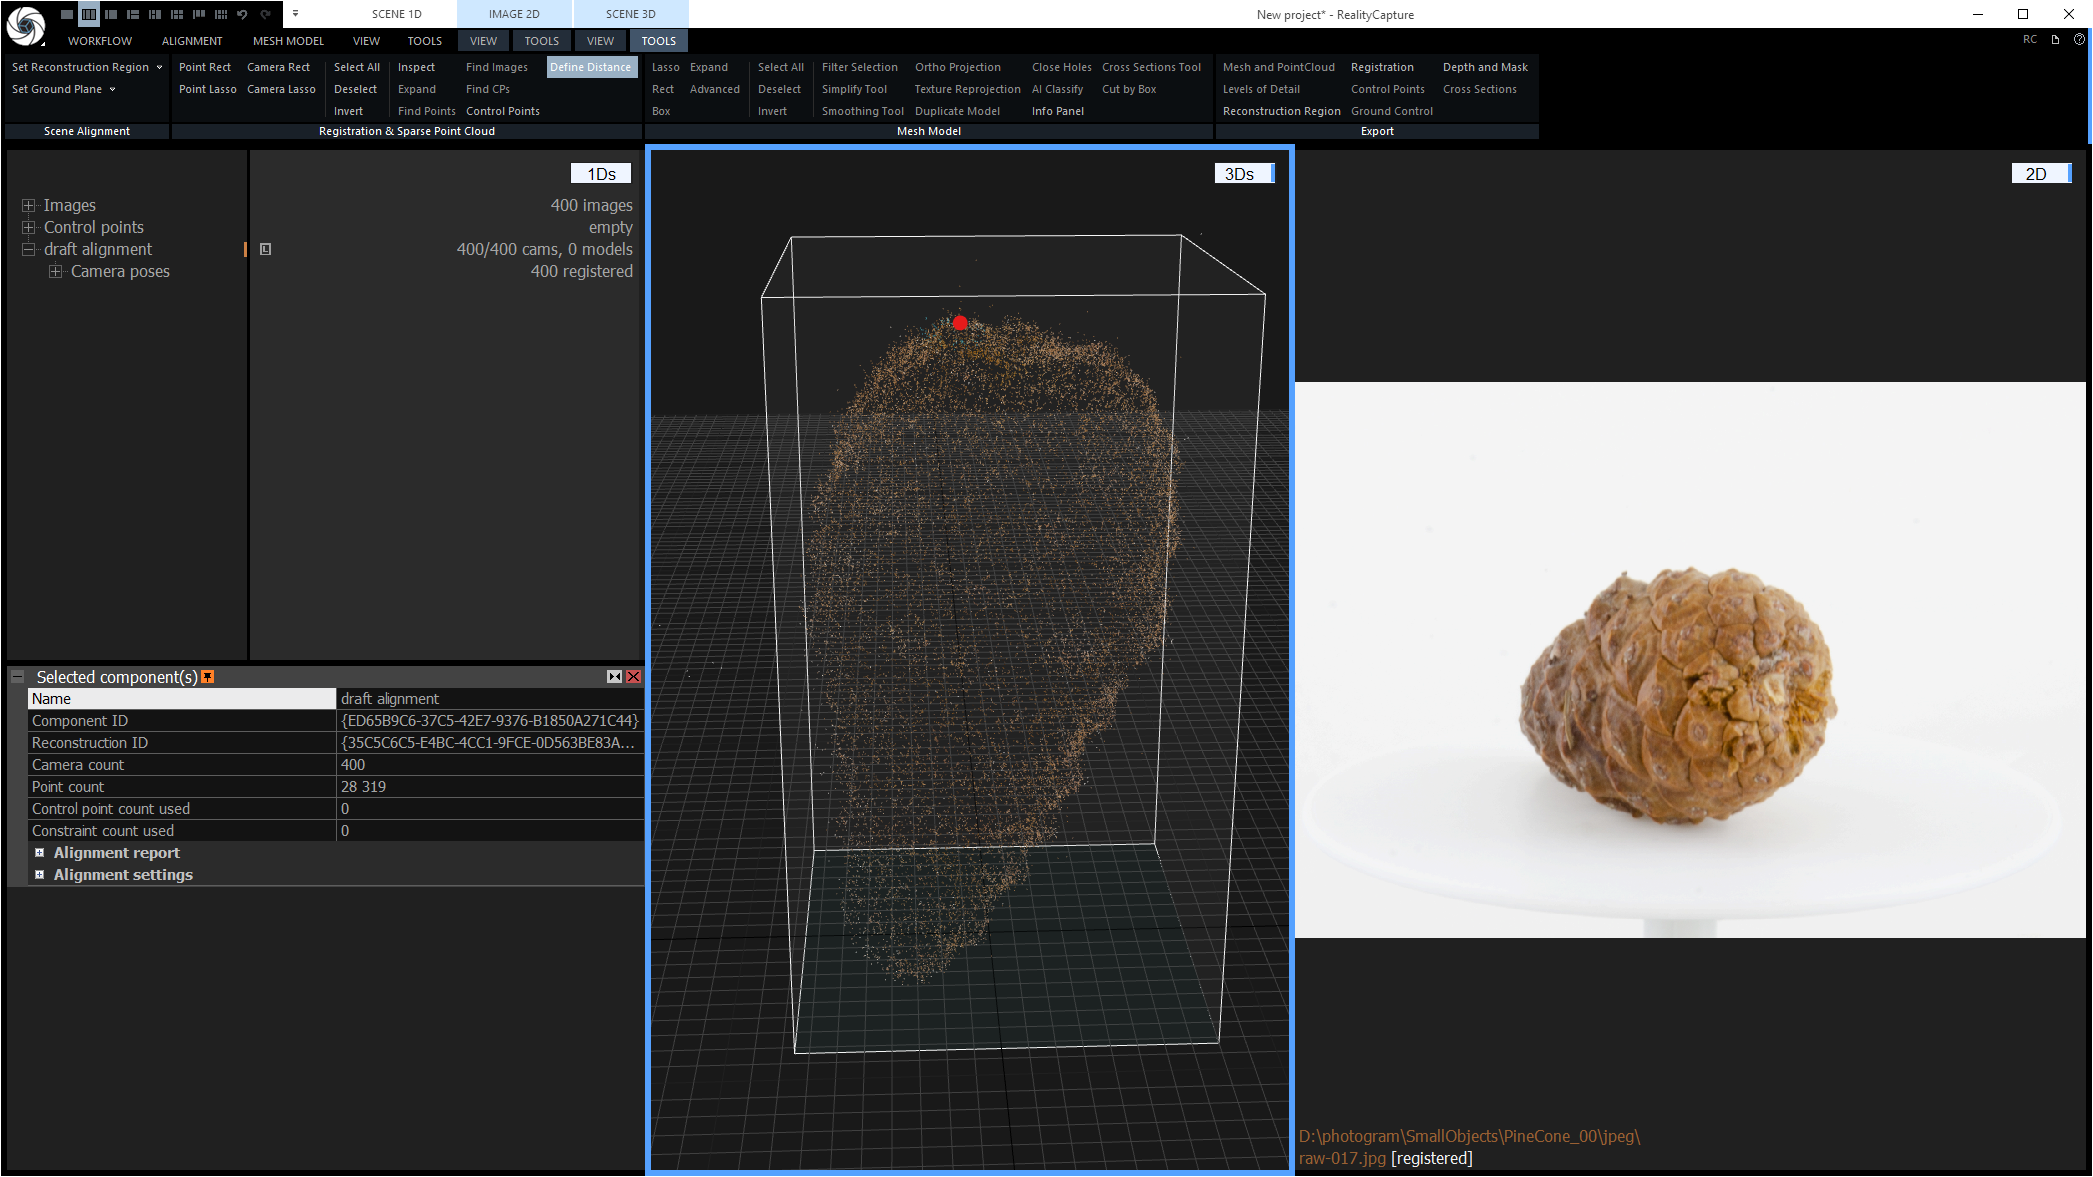 SCENE 1D IMAGE 2D SCENE 3D New project* - RealityCapture
WORKFLOW ALIGNMENT MESH MODEL VIEW TOOLS VIEW TOOLS VIEW TOOLS RC
Set Reconstruction Region Point Rect Camera Rect Select All Inspect Find Images Define Distance Lasso Expand Select All Filter Selection Ortho Projection Close Holes Cross Sections Tool Mesh and PointCloud Registration Depth and Mask
Set Ground Plane Point Lasso Camera Lasso Deselect Expand Find CPs Rect Advanced Deselect Simplify Tool Texture Reprojection AI Classify Cut by Box Levels of Detail Control Points Cross Sections
Invert Find Points Control Points Box Invert Smoothing Tool Duplicate Model Info Panel Reconstruction Region Ground Control
Scene Alignment Registration & Sparse Point Cloud Mesh Model Export
1Ds 3Ds 2D
Images 400 images
Control points empty
draft alignment L 400/400 cams, 0 models
Camera poses 400 registered
Selected component(s)
Name draft alignment
Component ID {ED65B9C6-37C5-42E7-9376-B1850A271C44}
Reconstruction ID {35C5C6C5-E4BC-4CC1-9FCE-0D563BE83A...
Camera count 400
Point count 28 319
Control point count used 0
Constraint count used 0
Alignment report
Alignment settings
D:\photogram\SmallObjects\PineCone_00\jpeg\
raw-017.jpg [registered]